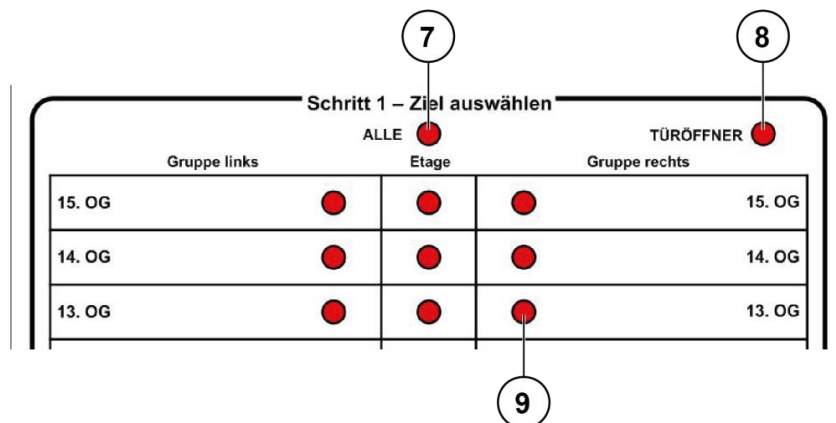 7 8
Schritt 1 – Ziel auswählen
ALLE TÜRÖFFNER
Gruppe links Etage Gruppe rechts
15. OG 15. OG
14. OG 14. OG
13. OG 13. OG
9